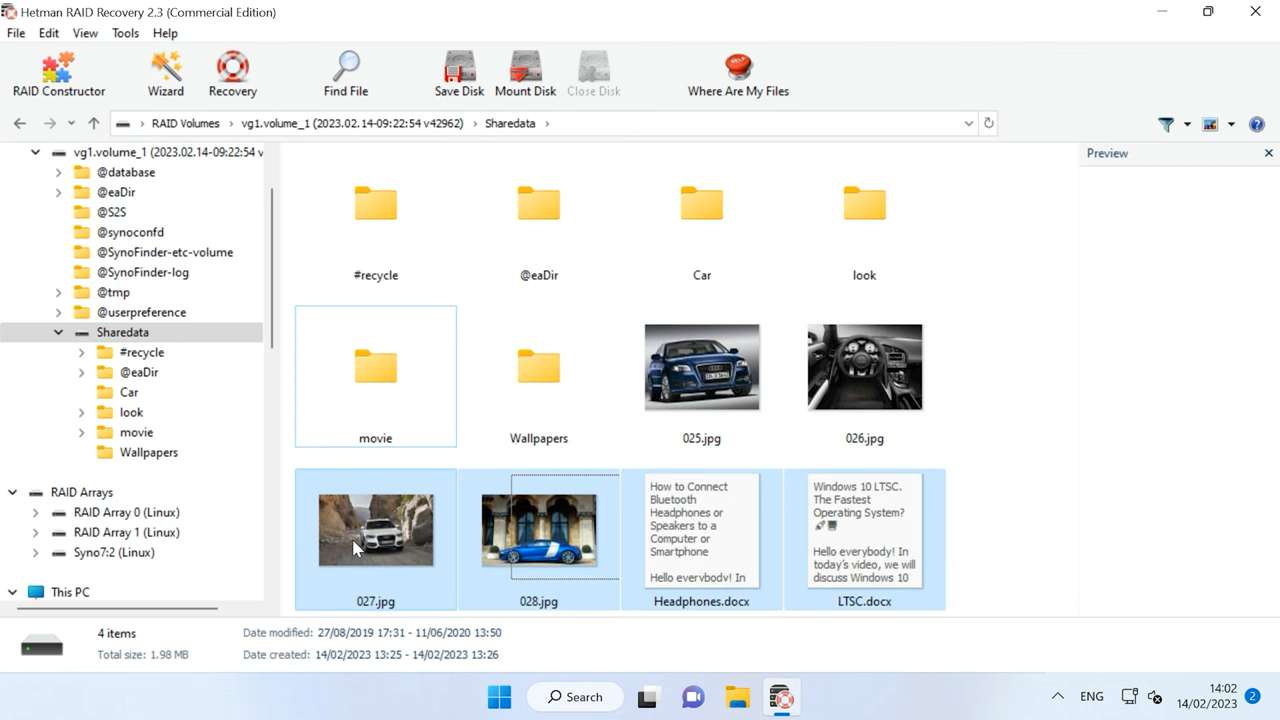 Hetman RAID Recovery 2.3 (Commercial Edition)
File Edit View Tools Help
RAID Constructor Wizard Recovery Find File Save Disk Mount Disk Close Disk Where Are My Files
RAID Volumes > vg1.volume_1 (2023.02.14-09:22:54 v42962) > Sharedata >
vg1.volume_1 (2023.02.14-09:22:54 v
@database
@eaDir
@S2S
@synoconfd
@SynoFinder-etc-volume
@SynoFinder-log
@tmp
@userpreference
Sharedata
#recycle
@eaDir
Car
look
movie
Wallpapers
RAID Arrays
RAID Array 0 (Linux)
RAID Array 1 (Linux)
Syno7:2 (Linux)
This PC
#recycle @eaDir Car look
movie Wallpapers 025.jpg 026.jpg
How to Connect
Bluetooth
Headphones or
Speakers to a
Computer or
Smartphone
Hello everybody! In
Windows 10 LTSC.
The Fastest
Operating System?
Hello everybody! In
today's video, we will
discuss Windows 10
027.jpg 028.jpg Headphones.docx LTSC.docx
Preview
4 items
Total size: 1.98 MB
Date modified: 27/08/2019 17:31 - 11/06/2020 13:50
Date created: 14/02/2023 13:25 - 14/02/2023 13:26
Search
ENG
14:02
14/02/2023
2